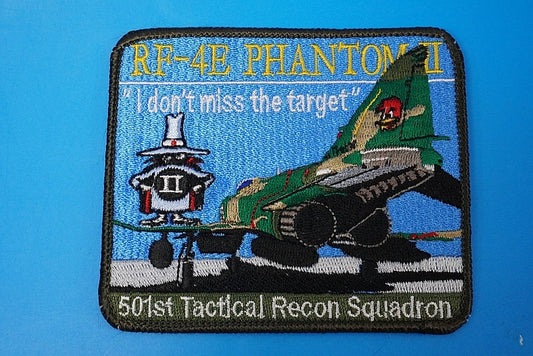 RF-4E PHANTOM II
"I don't miss the target"
II
501st Tactical Recon Squadron